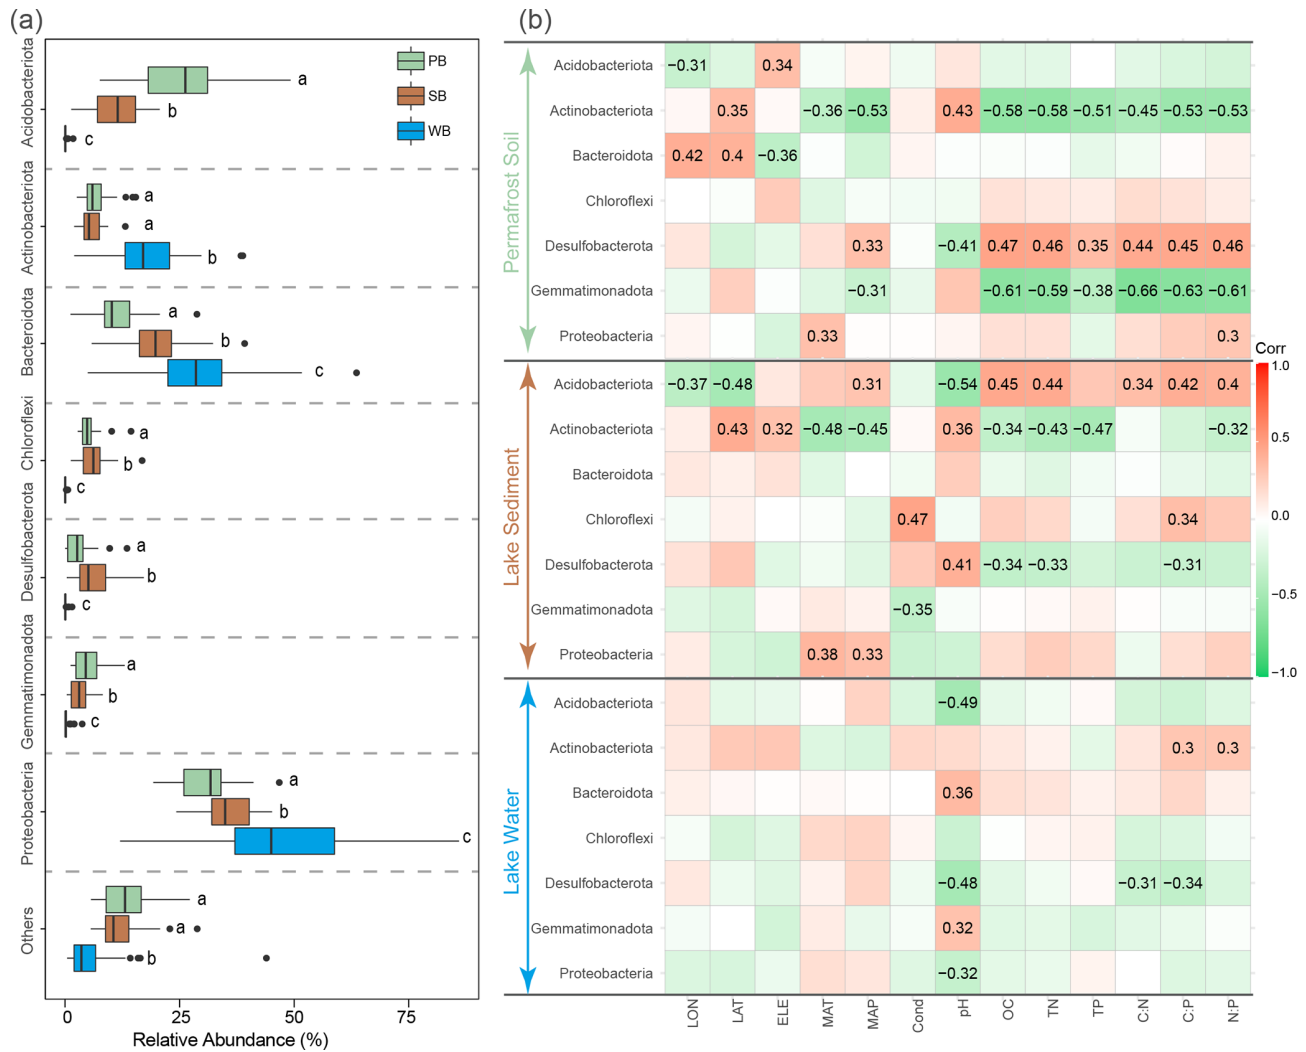 (a)
PB
SB
WB
Acidobacteriota
a
b
c
Actinobacteriota
a
a
b
Bacteroidota
a
b
c
Chloroflexi
a
b
c
Desulfobacterota
a
b
c
Gemmatimonadota
a
b
c
Proteobacteria
a
b
c
Others
a
a
b
0 25 50 75
Relative Abundance (%)
(b)
Permafrost Soil
Acidobacteriota −0.31 0.34
Actinobacteriota 0.35 −0.36 −0.53 0.43 −0.58 −0.58 −0.51 −0.45 −0.53 −0.53
Bacteroidota 0.42 0.4 −0.36
Chloroflexi
Desulfobacterota 0.33 −0.41 0.47 0.46 0.35 0.44 0.45 0.46
Gemmatimonadota −0.31 −0.61 −0.59 −0.38 −0.66 −0.63 −0.61
Proteobacteria 0.33 0.3
Lake Sediment
Acidobacteriota −0.37 −0.48 0.31 −0.54 0.45 0.44 0.34 0.42 0.4
Actinobacteriota 0.43 0.32 −0.48 −0.45 0.36 −0.34 −0.43 −0.47 −0.32
Bacteroidota
Chloroflexi 0.47 0.34
Desulfobacterota 0.41 −0.34 −0.33 −0.31
Gemmatimonadota −0.35
Proteobacteria 0.38 0.33
Lake Water
Acidobacteriota −0.49
Actinobacteriota 0.3 0.3
Bacteroidota 0.36
Chloroflexi
Desulfobacterota −0.48 −0.31 −0.34
Gemmatimonadota 0.32
Proteobacteria −0.32
LON LAT ELE MAT MAP Cond pH OC TN TP C:N C:P N:P
Corr
1.0
0.5
0.0
−0.5
−1.0